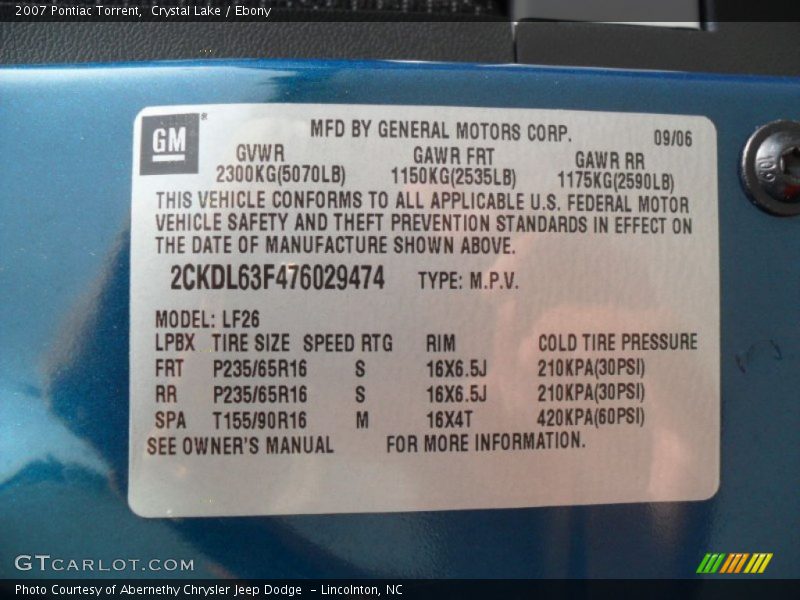 2007 Pontiac Torrent, Crystal Lake / Ebony
GM
MFD BY GENERAL MOTORS CORP. 09/06
GVWR GAWR FRT GAWR RR
2300KG(5070LB) 1150KG(2535LB) 1175KG(2590LB)
THIS VEHICLE CONFORMS TO ALL APPLICABLE U.S. FEDERAL MOTOR
VEHICLE SAFETY AND THEFT PREVENTION STANDARDS IN EFFECT ON
THE DATE OF MANUFACTURE SHOWN ABOVE.
2CKDL63F476029474 TYPE: M.P.V.
MODEL: LF26
LPBX TIRE SIZE SPEED RTG RIM COLD TIRE PRESSURE
FRT P235/65R16 S 16X6.5J 210KPA(30PSI)
RR P235/65R16 S 16X6.5J 210KPA(30PSI)
SPA T155/90R16 M 16X4T 420KPA(60PSI)
SEE OWNER'S MANUAL FOR MORE INFORMATION.
GTCARLOT.COM
Photo Courtesy of Abernethy Chrysler Jeep Dodge - Lincolnton, NC